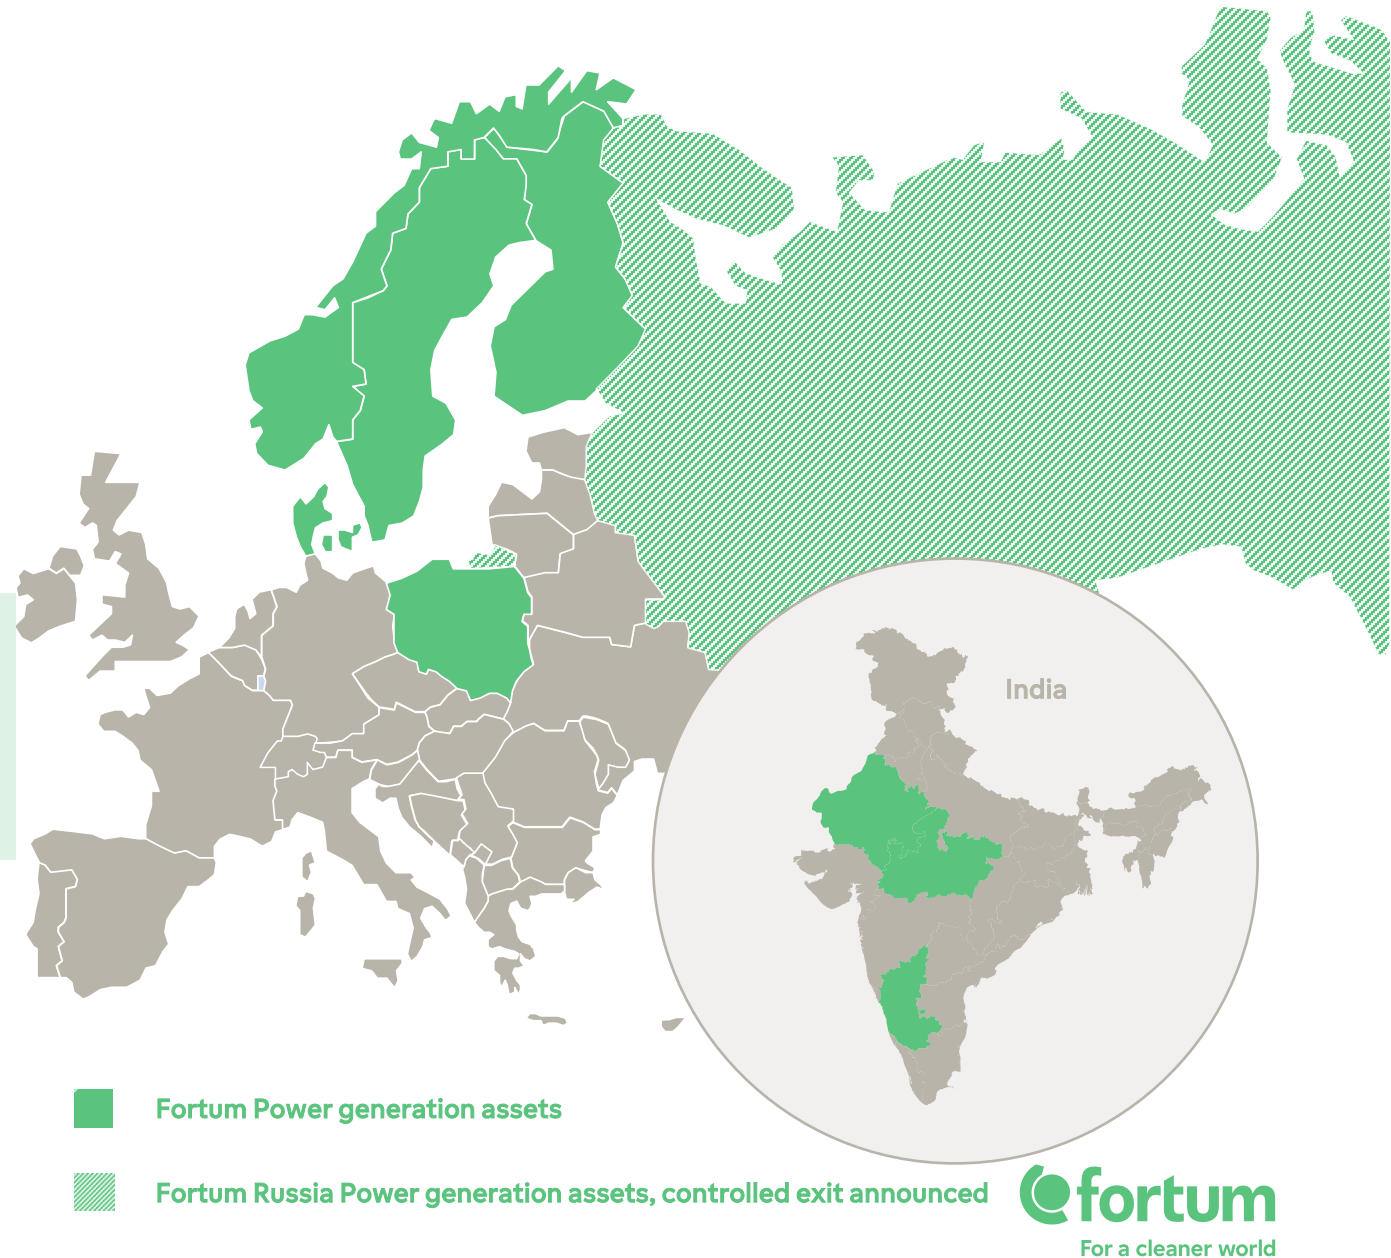 India
Fortum Power generation assets
Fortum Russia Power generation assets, controlled exit announced
fortum
For a cleaner world